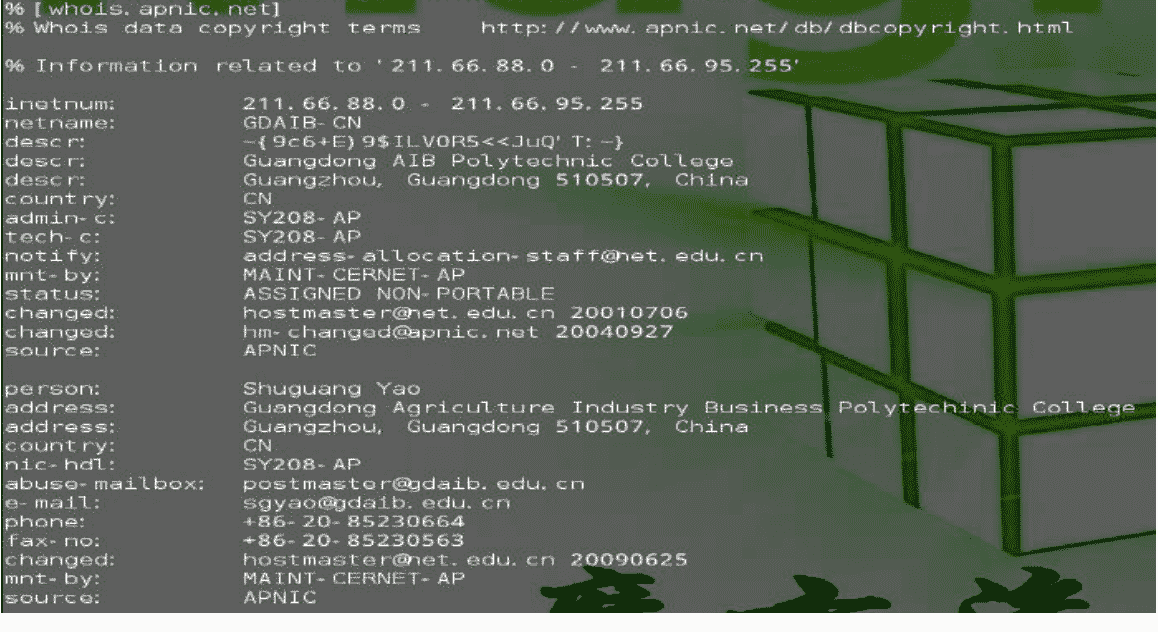 % [whois.apnic.net]
% Whois data copyright terms    http://www.apnic.net/db/dbcopyright.html
% Information related to '211.66.88.0 - 211.66.95.255'
inetnum: 211.66.88.0 - 211.66.95.255
netname: GDAIB-CN
descr: ~{9c6+E)9$ILVOR5<<JuQ'T:~}
descr: Guangdong AIB Polytechnic College
descr: Guangzhou, Guangdong 510507, China
country: CN
admin-c: SY208-AP
tech-c: SY208-AP
notify: address-allocation-staff@net.edu.cn
mnt-by: MAINT-CERNET-AP
status: ASSIGNED NON-PORTABLE
changed: hostmaster@net.edu.cn 20010706
changed: hm-changed@apnic.net 20040927
source: APNIC
person: Shuguang Yao
address: Guangdong Agriculture Industry Business Polytechinic College
address: Guangzhou, Guangdong 510507, China
country: CN
nic-hdl: SY208-AP
abuse-mailbox: postmaster@gdaib.edu.cn
e-mail: sgyao@gdaib.edu.cn
phone: +86-20-85230664
fax-no: +86-20-85230563
changed: hostmaster@net.edu.cn 20090625
mnt-by: MAINT-CERNET-AP
source: APNIC